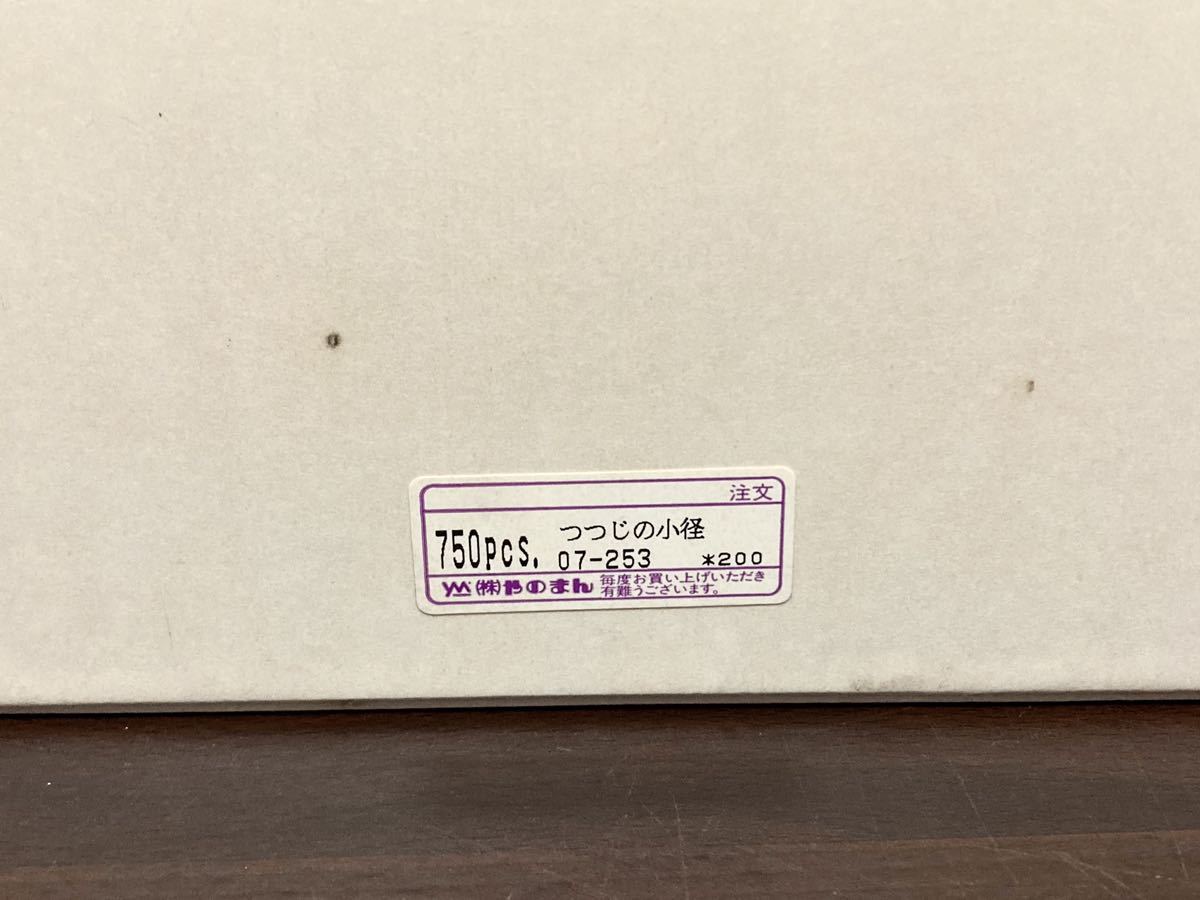 注文
750pcs. つつじの小径
07-253 *200
YM (株)やのまん 毎度お買い上げいただき
有難うございます。